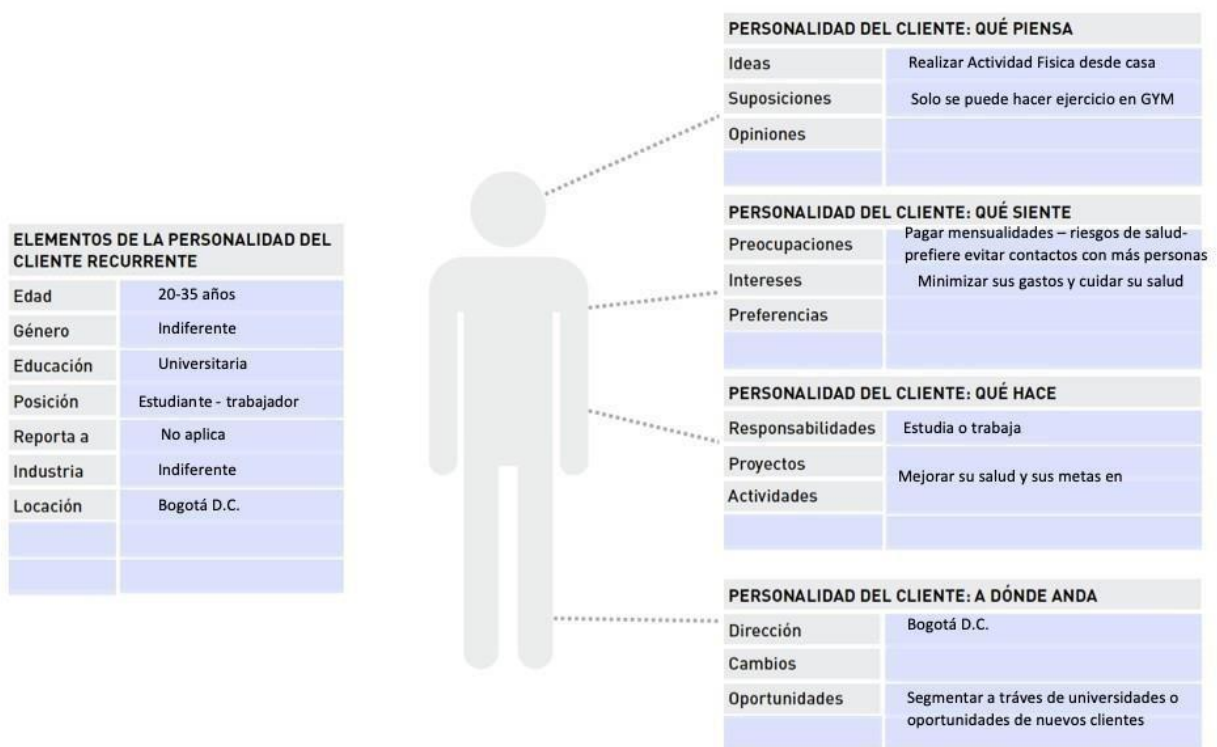 ELEMENTOS DE LA PERSONALIDAD DEL
CLIENTE RECURRENTE
Edad 20-35 años
Género Indiferente
Educación Universitaria
Posición Estudiante - trabajador
Reporta a No aplica
Industria Indiferente
Locación Bogotá D.C.
PERSONALIDAD DEL CLIENTE: QUÉ PIENSA
Ideas Realizar Actividad Fisica desde casa
Suposiciones Solo se puede hacer ejercicio en GYM
Opiniones
PERSONALIDAD DEL CLIENTE: QUÉ SIENTE
Preocupaciones Pagar mensualidades – riesgos de salud-
prefiere evitar contactos con más personas
Intereses Minimizar sus gastos y cuidar su salud
Preferencias
PERSONALIDAD DEL CLIENTE: QUÉ HACE
Responsabilidades Estudia o trabaja
Proyectos
Mejorar su salud y sus metas en
Actividades
PERSONALIDAD DEL CLIENTE: A DÓNDE ANDA
Dirección Bogotá D.C.
Cambios
Oportunidades Segmentar a tráves de universidades o
oportunidades de nuevos clientes